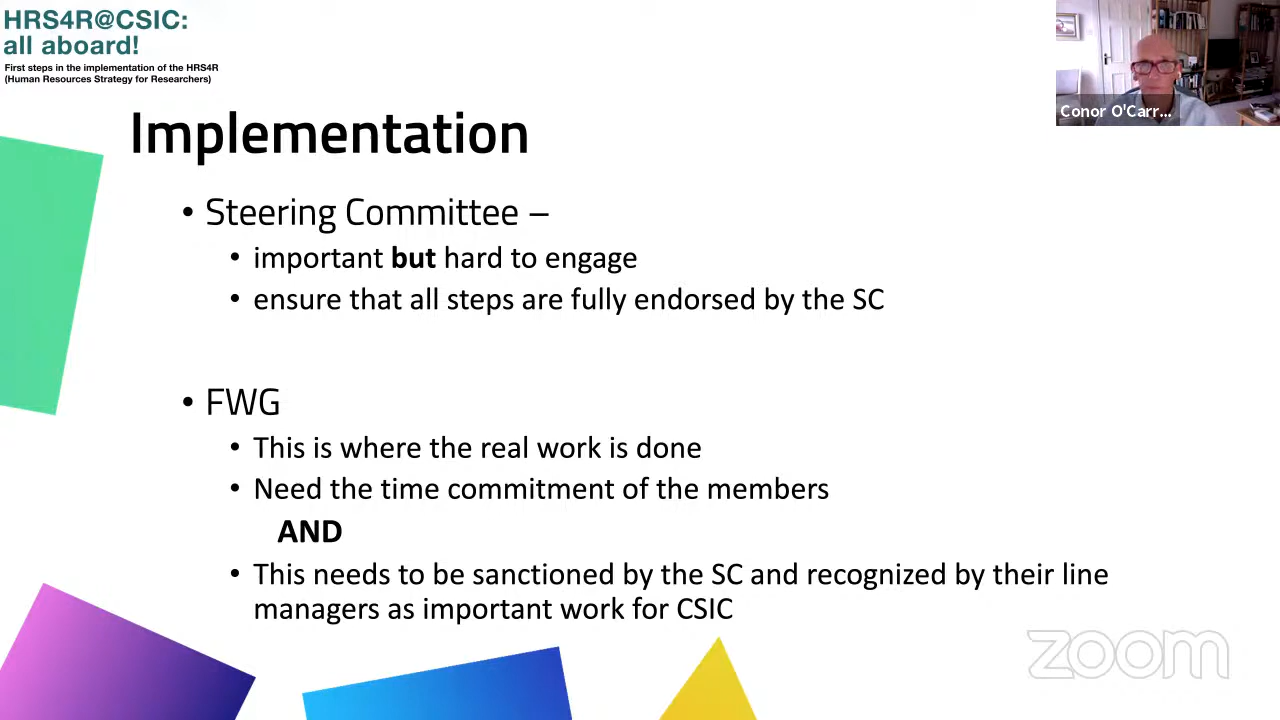 HRS4R@CSIC:
all aboard!
First steps in the implementation of the HRS4R
(Human Resources Strategy for Researchers)
Conor O'Carr...
Implementation
• Steering Committee –
• important but hard to engage
• ensure that all steps are fully endorsed by the SC
• FWG
• This is where the real work is done
• Need the time commitment of the members
AND
• This needs to be sanctioned by the SC and recognized by their line
managers as important work for CSIC
zoom